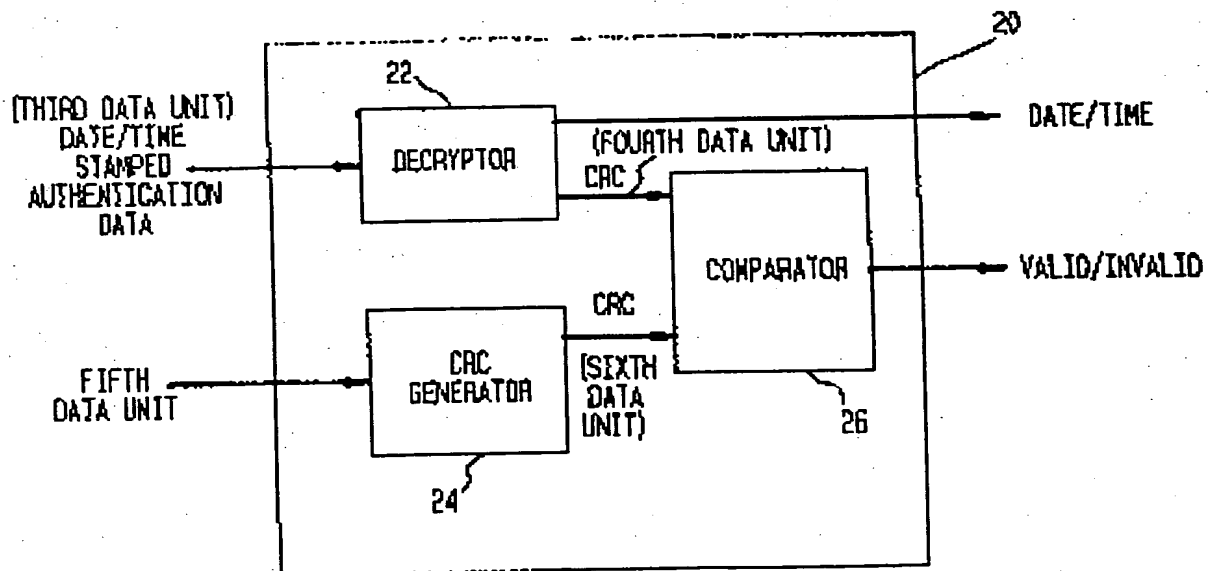 20
22
(THIRD DATA UNIT)
DATE/TIME
STAMPED
AUTHENTICATION
DATA
DECRYPTOR
DATE/TIME
(FOURTH DATA UNIT)
CRC
COMPARATOR
VALID/INVALID
CRC
(SIXTH
DATA
UNIT)
FIFTH
DATA UNIT
CRC
GENERATOR
26
24